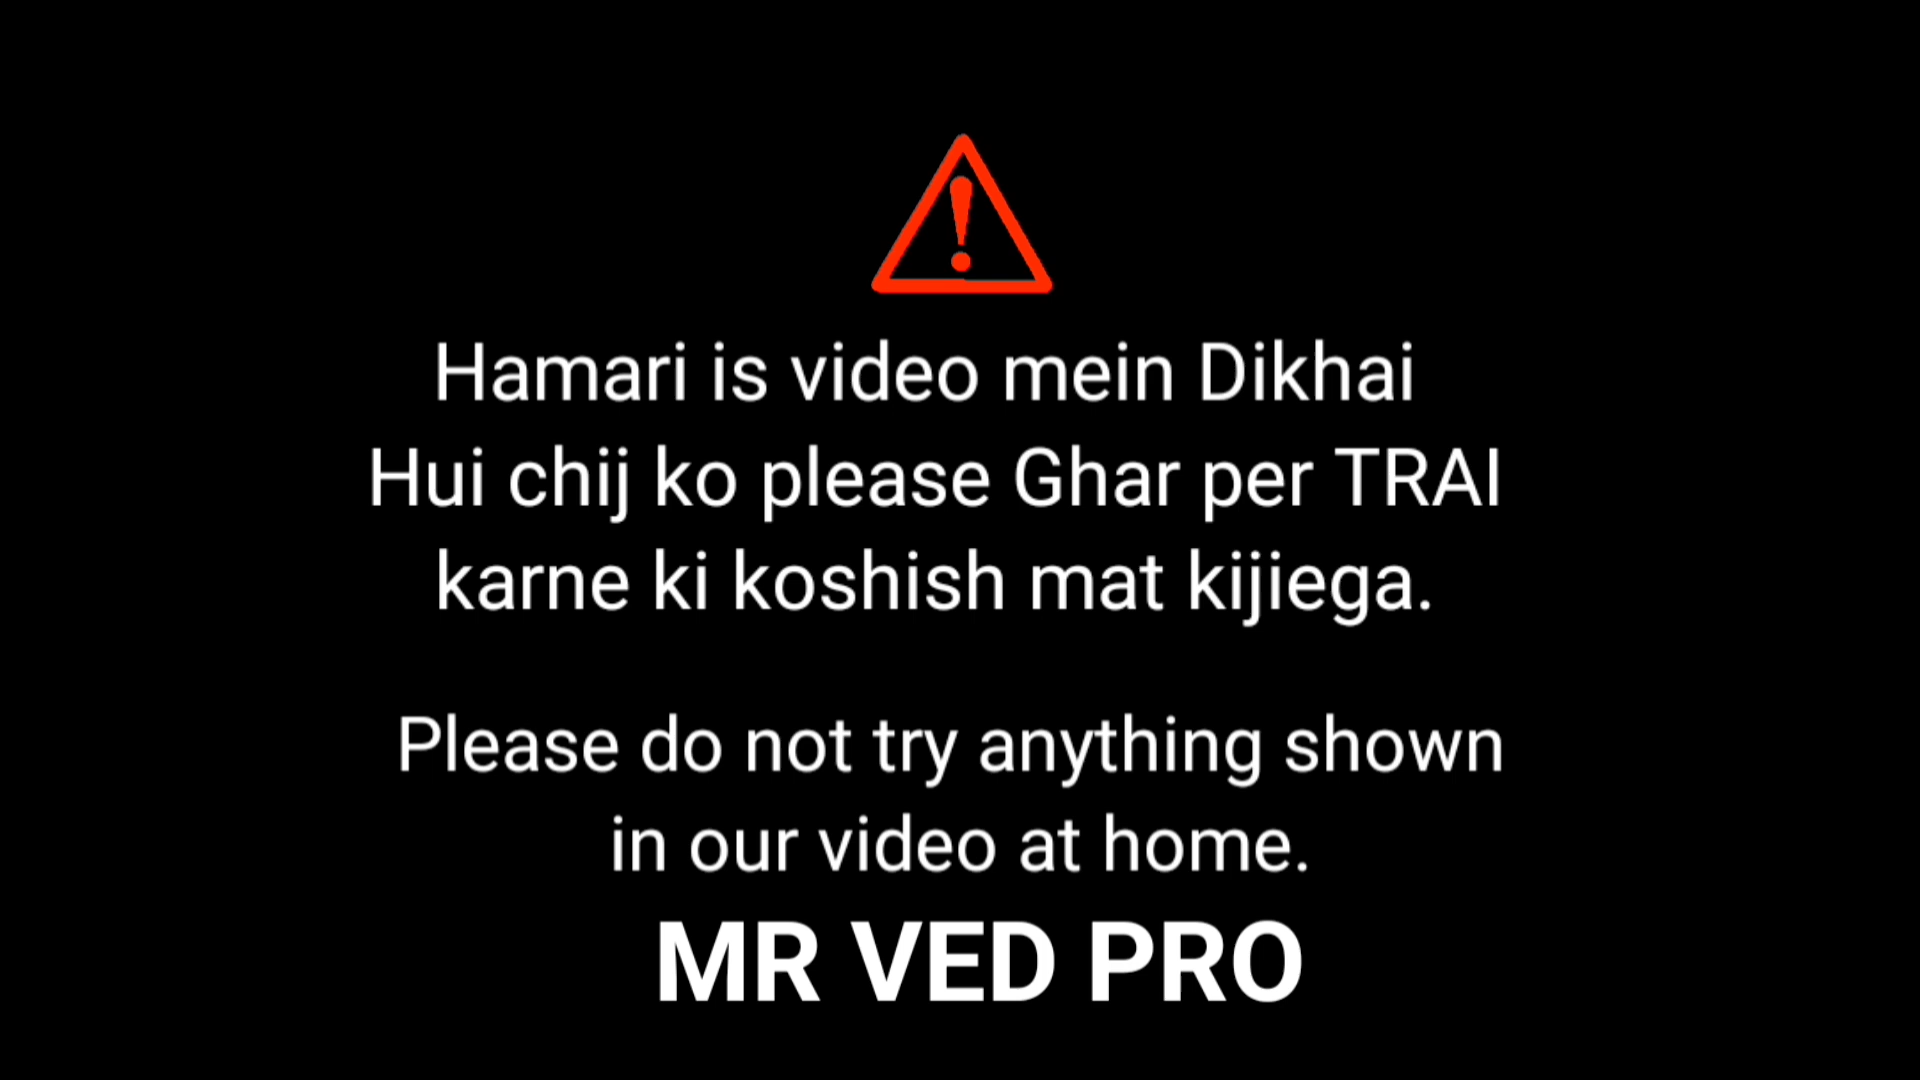 Hamari is video mein Dikhai
Hui chij ko please Ghar per TRAI
karne ki koshish mat kijiega.
Please do not try anything shown
in our video at home.
MR VED PRO